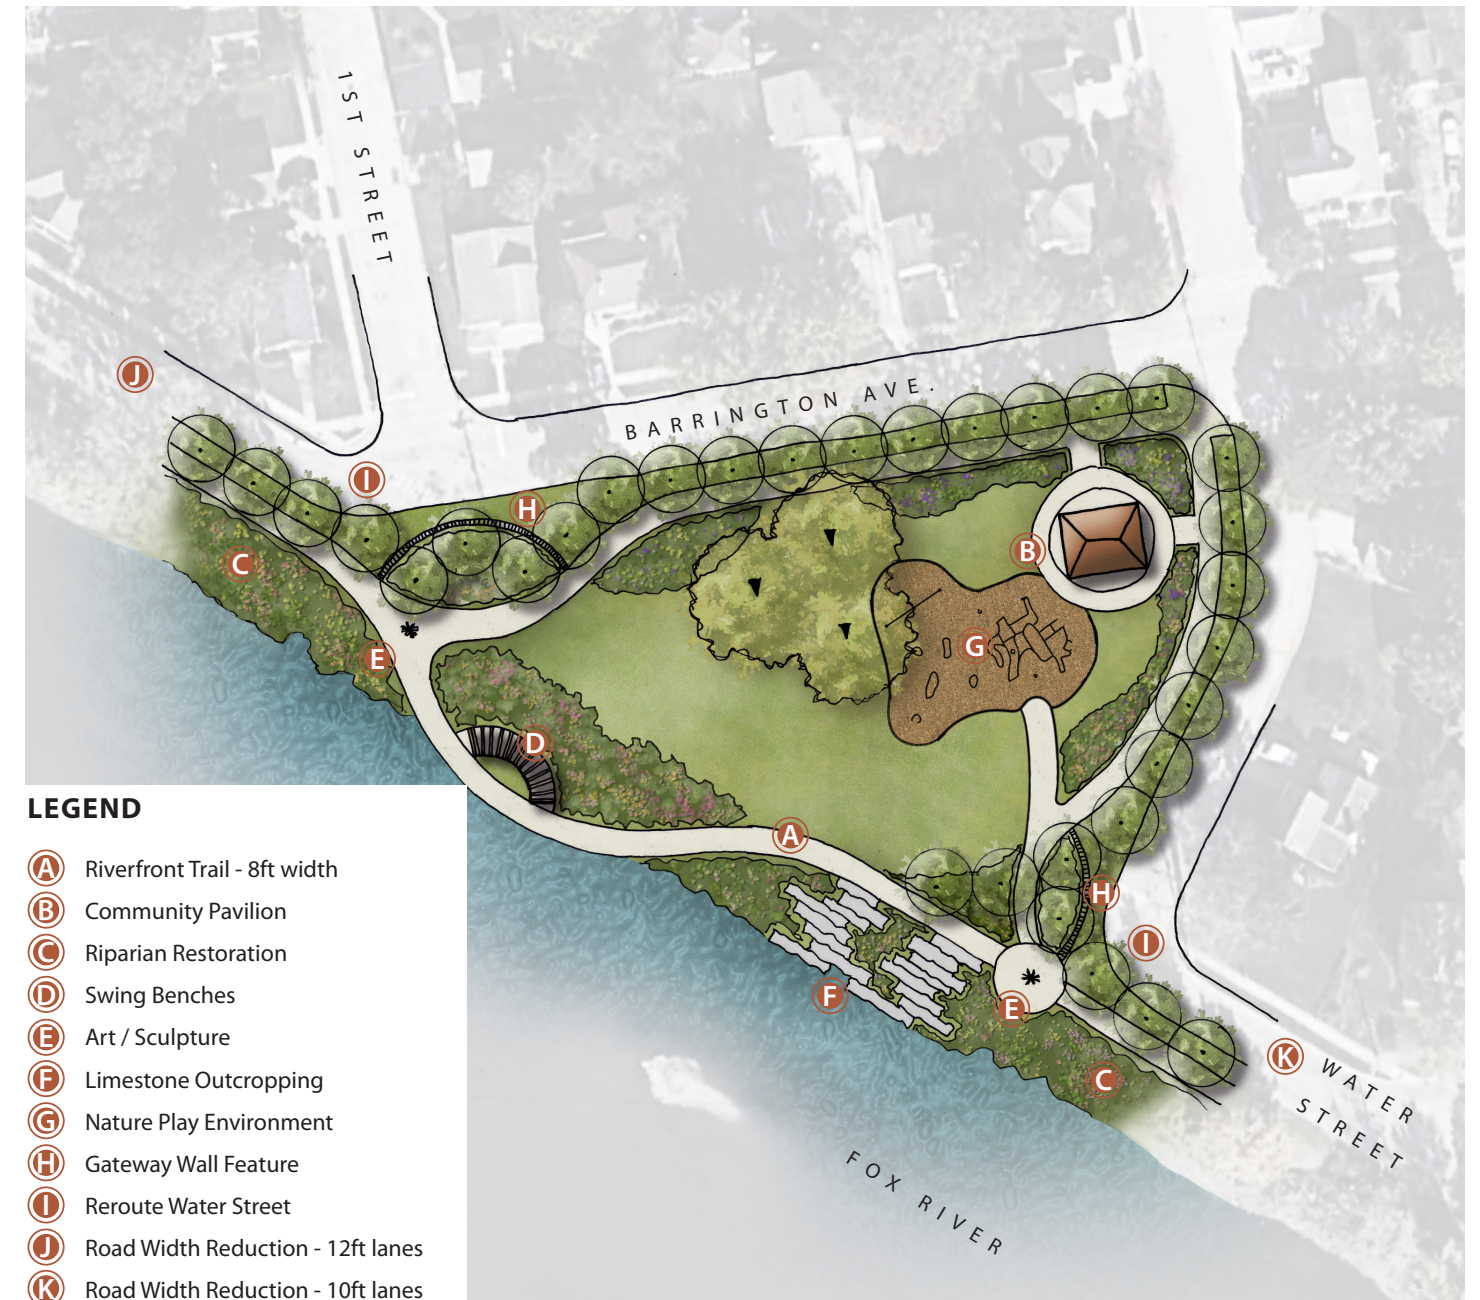 1ST STREET
J
BARRINGTON AVE.
I
H
C
B
E
G
D
A
H
I
F
E
K
WATER
STREET
C
FOX RIVER
LEGEND
A Riverfront Trail - 8ft width
B Community Pavilion
C Riparian Restoration
D Swing Benches
E Art / Sculpture
F Limestone Outcropping
G Nature Play Environment
H Gateway Wall Feature
I Reroute Water Street
J Road Width Reduction - 12ft lanes
K Road Width Reduction - 10ft lanes